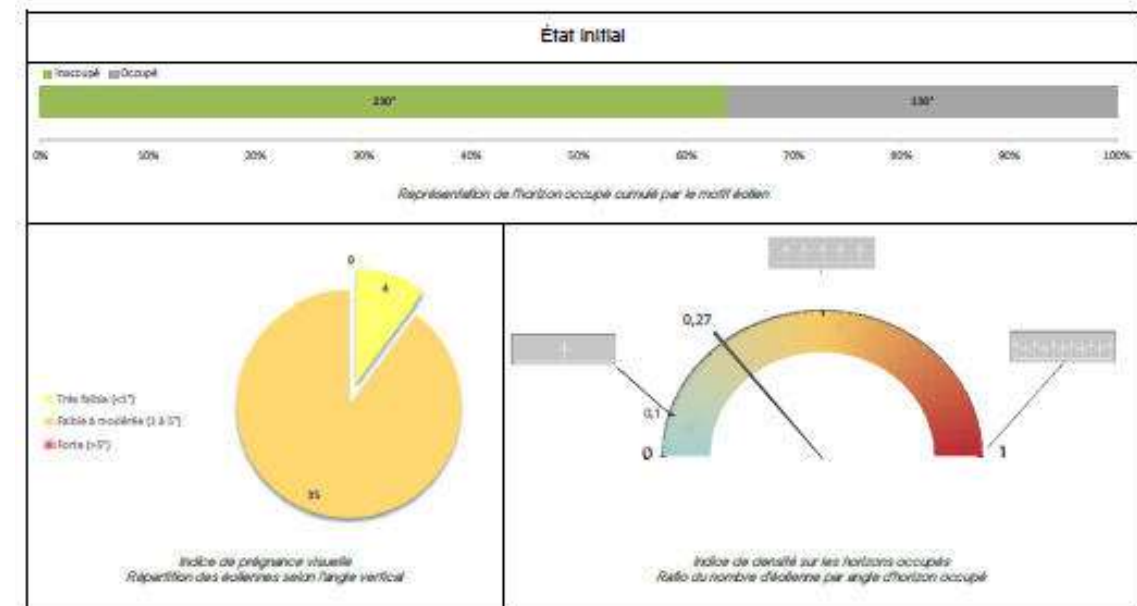 État initial
Inoccupé Occupé
230° 130°
0% 10% 20% 30% 40% 50% 60% 70% 80% 90% 100%
Représentation de l'horizon occupé cumulé par le motif éolien
0
4
35
Très faible (<1°)
Faible à modérée (1 à 5°)
Forte (>5°)
Indice de prégnance visuelle
Répartition des éoliennes selon l'angle vertical
0,27
0,1
0
1
Indice de densité sur les horizons occupés
Ratio du nombre d'éolienne par angle d'horizon occupé